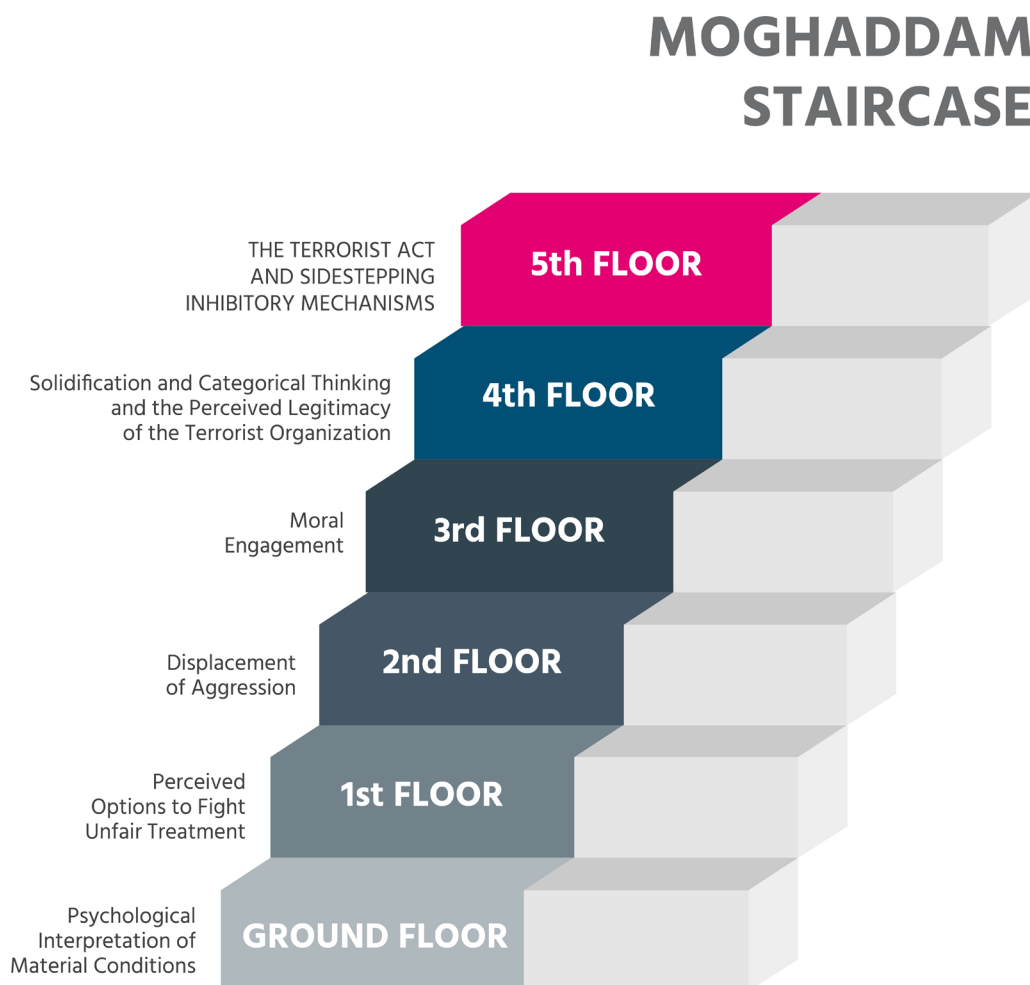 MOGHADDAM
STAIRCASE
THE TERRORIST ACT
AND SIDESTEPPING
INHIBITORY MECHANISMS
5th FLOOR
Solidification and Categorical Thinking
and the Perceived Legitimacy
of the Terrorist Organization
4th FLOOR
Moral
Engagement
3rd FLOOR
Displacement
of Aggression
2nd FLOOR
Perceived
Options to Fight
Unfair Treatment
1st FLOOR
Psychological
Interpretation of
Material Conditions
GROUND FLOOR